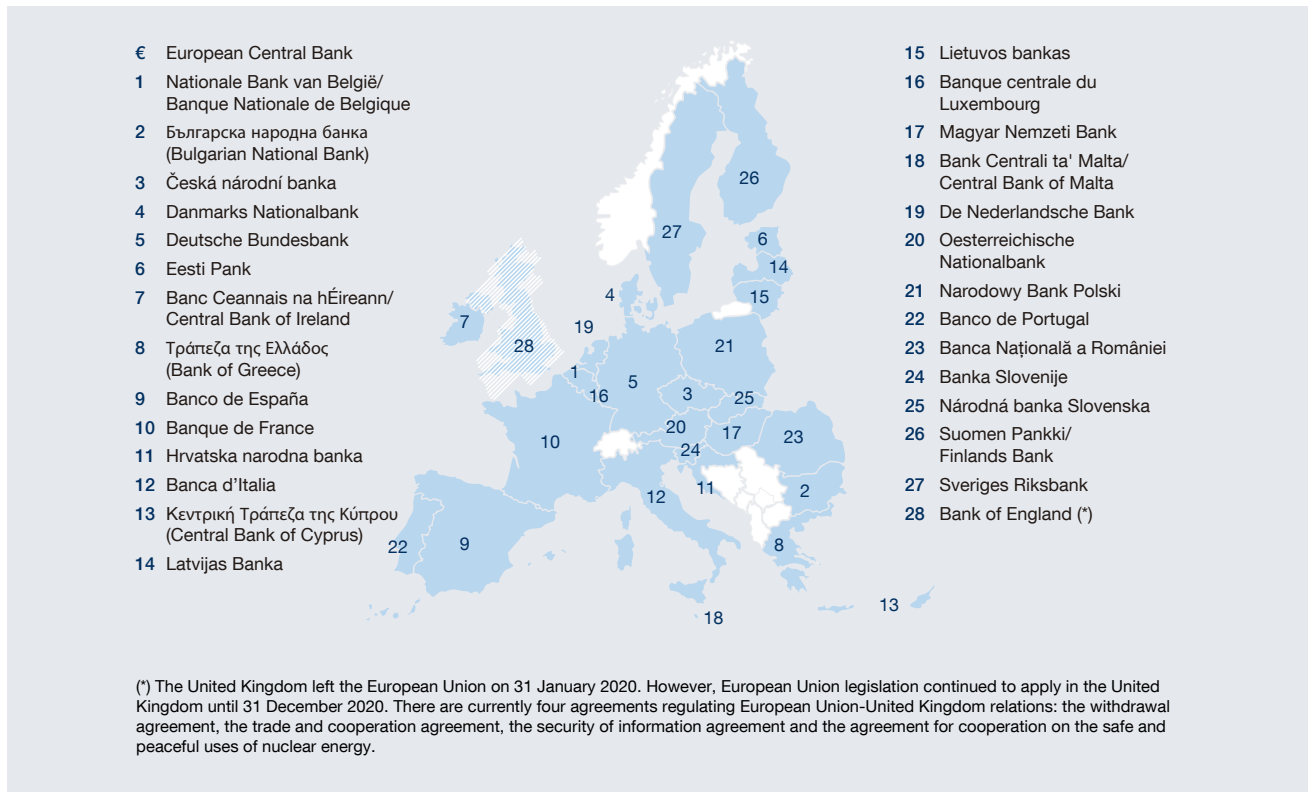 € European Central Bank
1 Nationale Bank van België/
Banque Nationale de Belgique
2 Българска народна банка
(Bulgarian National Bank)
3 Česká národní banka
4 Danmarks Nationalbank
5 Deutsche Bundesbank
6 Eesti Pank
7 Banc Ceannais na hÉireann/
Central Bank of Ireland
8 Τράπεζα της Ελλάδος
(Bank of Greece)
9 Banco de España
10 Banque de France
11 Hrvatska narodna banka
12 Banca d’Italia
13 Κεντρική Τράπεζα της Κύπρου
(Central Bank of Cyprus)
14 Latvijas Banka
15 Lietuvos bankas
16 Banque centrale du
Luxembourg
17 Magyar Nemzeti Bank
18 Bank Centrali ta' Malta/
Central Bank of Malta
19 De Nederlandsche Bank
20 Oesterreichische
Nationalbank
21 Narodowy Bank Polski
22 Banco de Portugal
23 Banca Națională a României
24 Banka Slovenije
25 Národná banka Slovenska
26 Suomen Pankki/
Finlands Bank
27 Sveriges Riksbank
28 Bank of England (*)
26
27
6
14
4
15
7
19
28
21
1
5
16
3
25
20
17
23
10
24
11
2
12
22
9
8
13
18
(*) The United Kingdom left the European Union on 31 January 2020. However, European Union legislation continued to apply in the United
Kingdom until 31 December 2020. There are currently four agreements regulating European Union-United Kingdom relations: the withdrawal
agreement, the trade and cooperation agreement, the security of information agreement and the agreement for cooperation on the safe and
peaceful uses of nuclear energy.